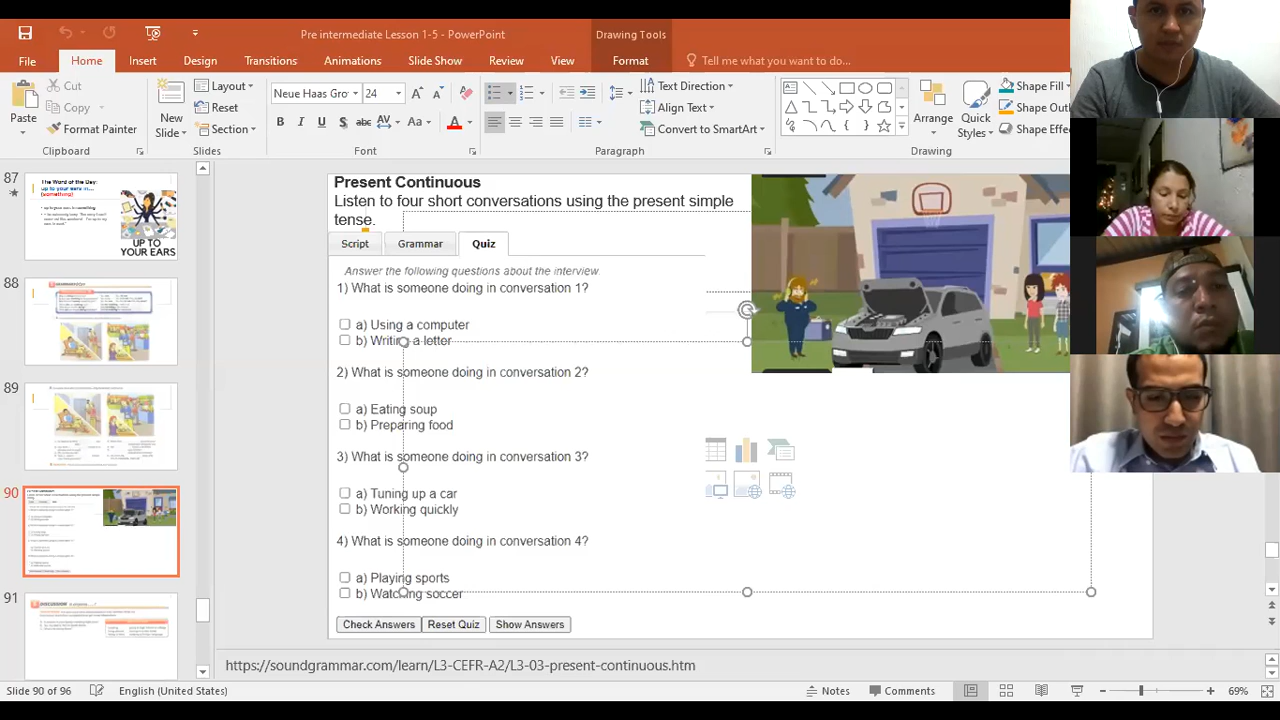 Pre intermediate Lesson 1-5 - PowerPoint
Drawing Tools
File
Home
Insert
Design
Transitions
Animations
Slide Show
Review
View
Format
Tell me what you want to do...
Paste
Cut
Copy
Format Painter
Clipboard
New
Slide
Layout
Reset
Section
Slides
Neue Haas Gro
24
B I U S abc AV Aa A
Font
Text Direction
Align Text
Convert to SmartArt
Paragraph
Arrange
Quick
Styles
Shape Fill
Shape Out
Shape Effe
Drawing
87
The Word of the Day:
up to your ears in...
(something)
UP TO
YOUR EARS
88
89
90
91
Present Continuous
Listen to four short conversations using the present simple
tense.
Script
Grammar
Quiz
Answer the following questions about the interview.
1) What is someone doing in conversation 1?
a) Using a computer
b) Writing a letter
2) What is someone doing in conversation 2?
a) Eating soup
b) Preparing food
3) What is someone doing in conversation 3?
a) Tuning up a car
b) Working quickly
4) What is someone doing in conversation 4?
a) Playing sports
b) Watching soccer
Check Answers
Reset Quiz
Show Answers
https://soundgrammar.com/learn/L3-CEFR-A2/L3-03-present-continuous.htm
Slide 90 of 96
English (United States)
Notes
Comments
69%